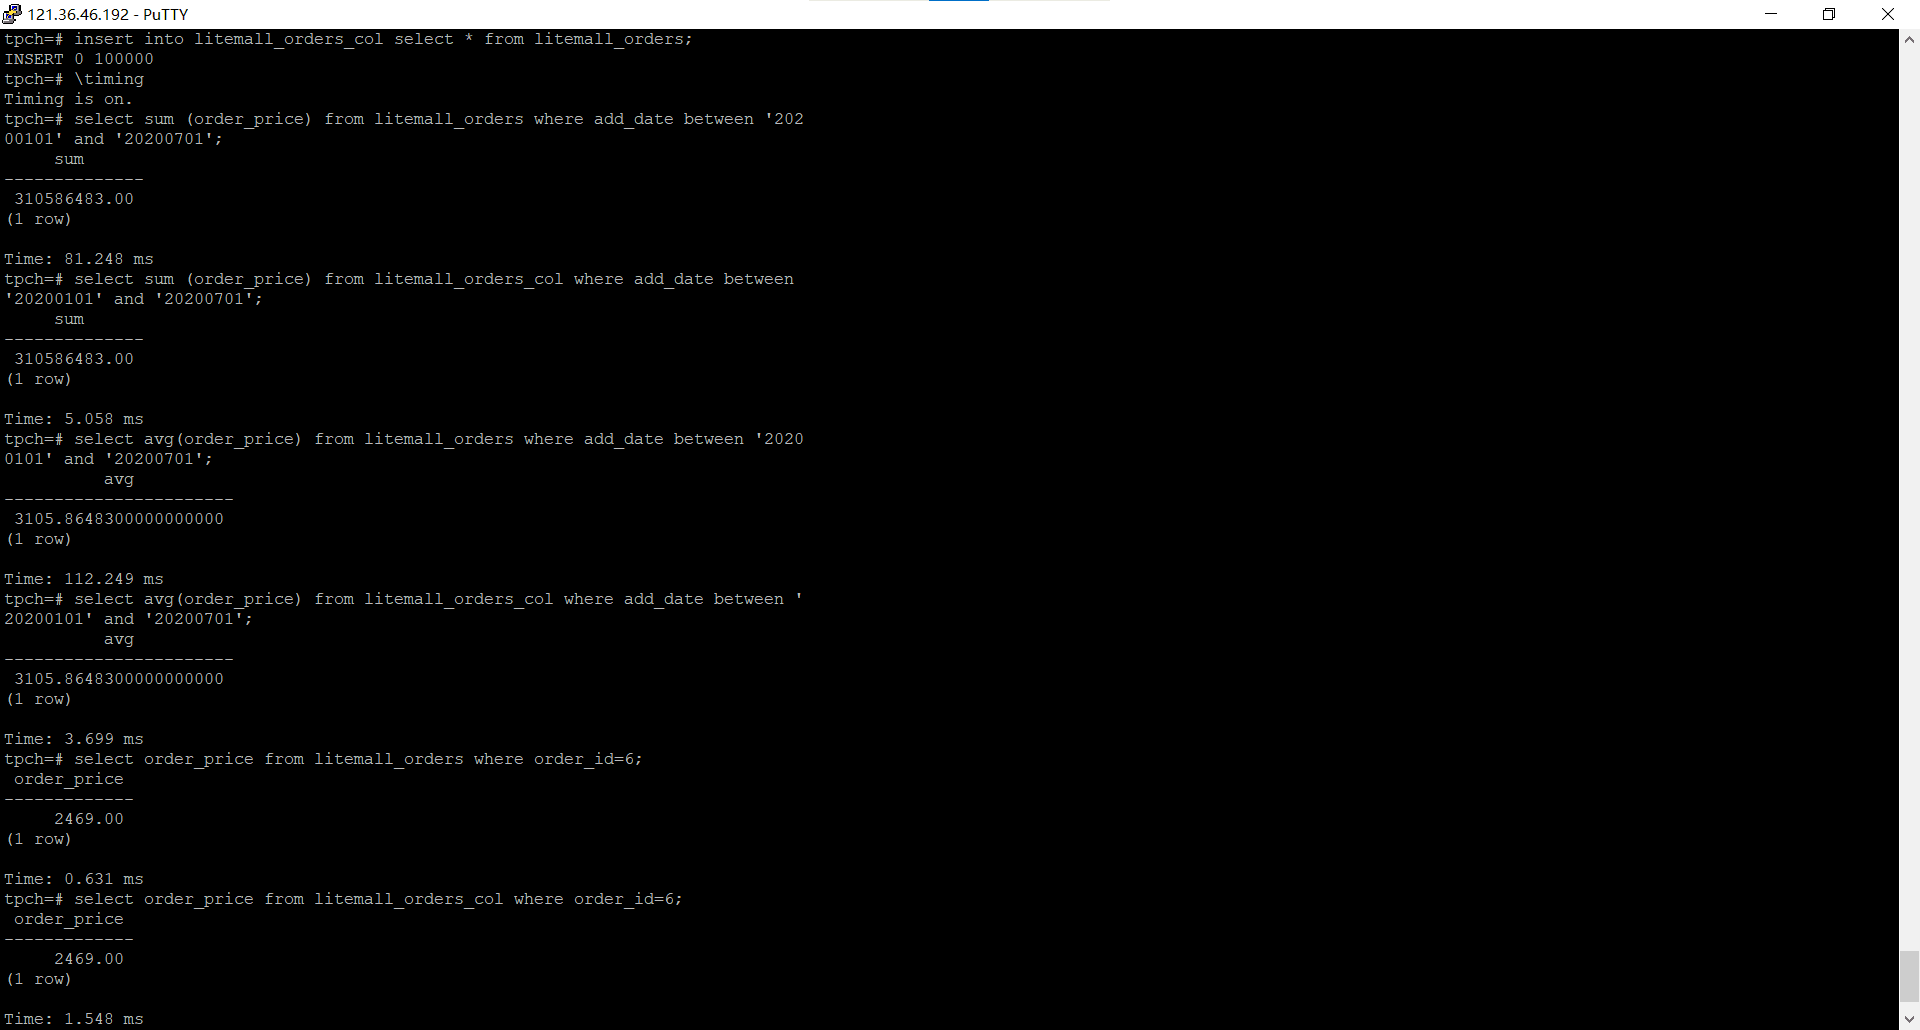 121.36.46.192 - PuTTY
tpch=# insert into litemall_orders_col select * from litemall_orders;
INSERT 0 100000
tpch=# \timing
Timing is on.
tpch=# select sum (order_price) from litemall_orders where add_date between '202
00101' and '20200701';
     sum
--------------
 310586483.00
(1 row)

Time: 81.248 ms
tpch=# select sum (order_price) from litemall_orders_col where add_date between
'20200101' and '20200701';
     sum
--------------
 310586483.00
(1 row)

Time: 5.058 ms
tpch=# select avg(order_price) from litemall_orders where add_date between '2020
0101' and '20200701';
          avg
-----------------------
 3105.8648300000000000
(1 row)

Time: 112.249 ms
tpch=# select avg(order_price) from litemall_orders_col where add_date between '
20200101' and '20200701';
          avg
-----------------------
 3105.8648300000000000
(1 row)

Time: 3.699 ms
tpch=# select order_price from litemall_orders where order_id=6;
 order_price
-------------
     2469.00
(1 row)

Time: 0.631 ms
tpch=# select order_price from litemall_orders_col where order_id=6;
 order_price
-------------
     2469.00
(1 row)

Time: 1.548 ms